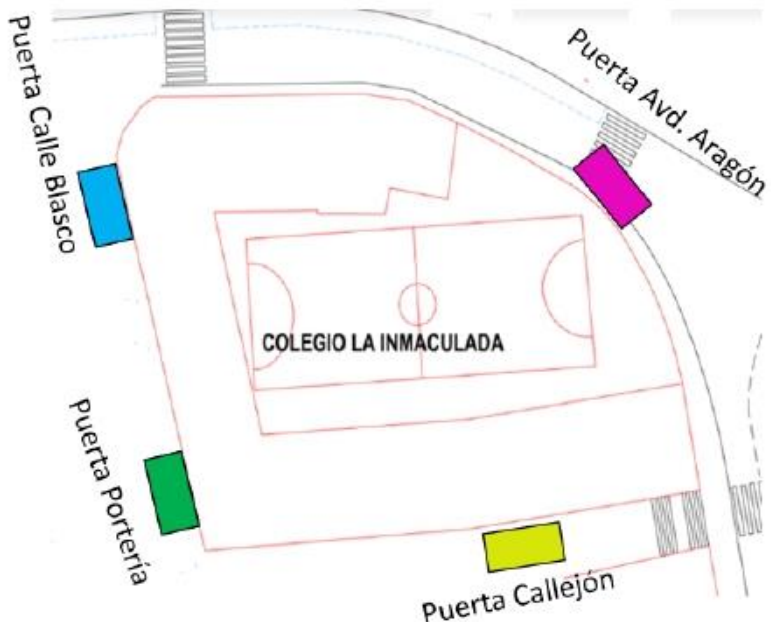 Puerta Calle Blasco
Puerta Avd. Aragón
COLEGIO LA INMACULADA
Puerta Portería
Puerta Callejón